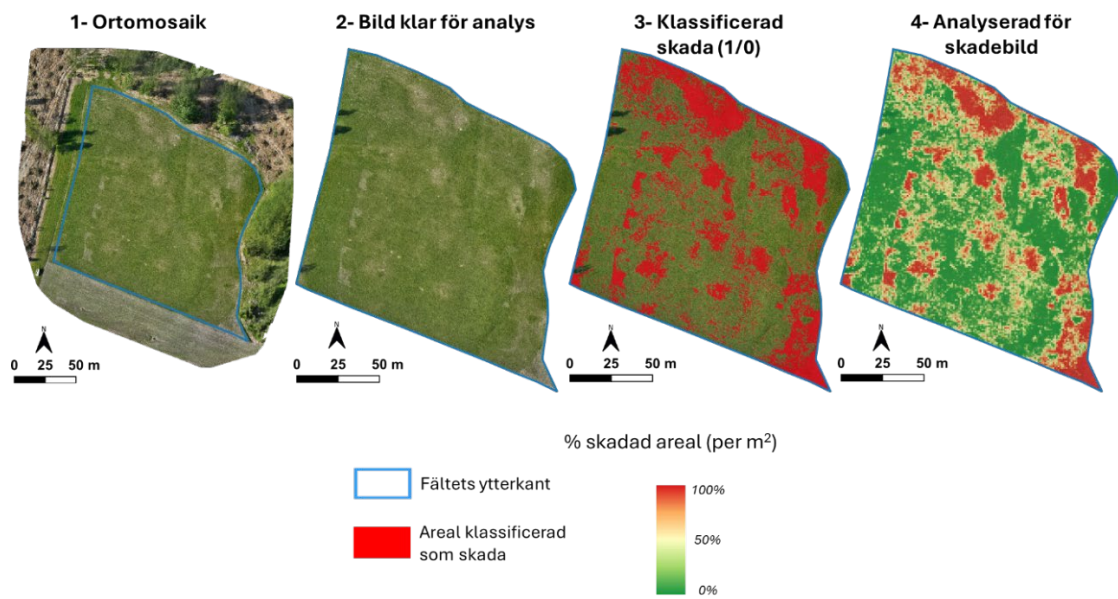 1- Ortomosaik
2- Bild klar för analys
3- Klassificerad
skada (1/0)
4- Analyserad för
skadebild
N
0 25 50 m
N
0 25 50 m
N
0 25 50 m
N
0 25 50 m
% skadad areal (per m²)
Fältets ytterkant
Areal klassificerad
som skada
100%
50%
0%